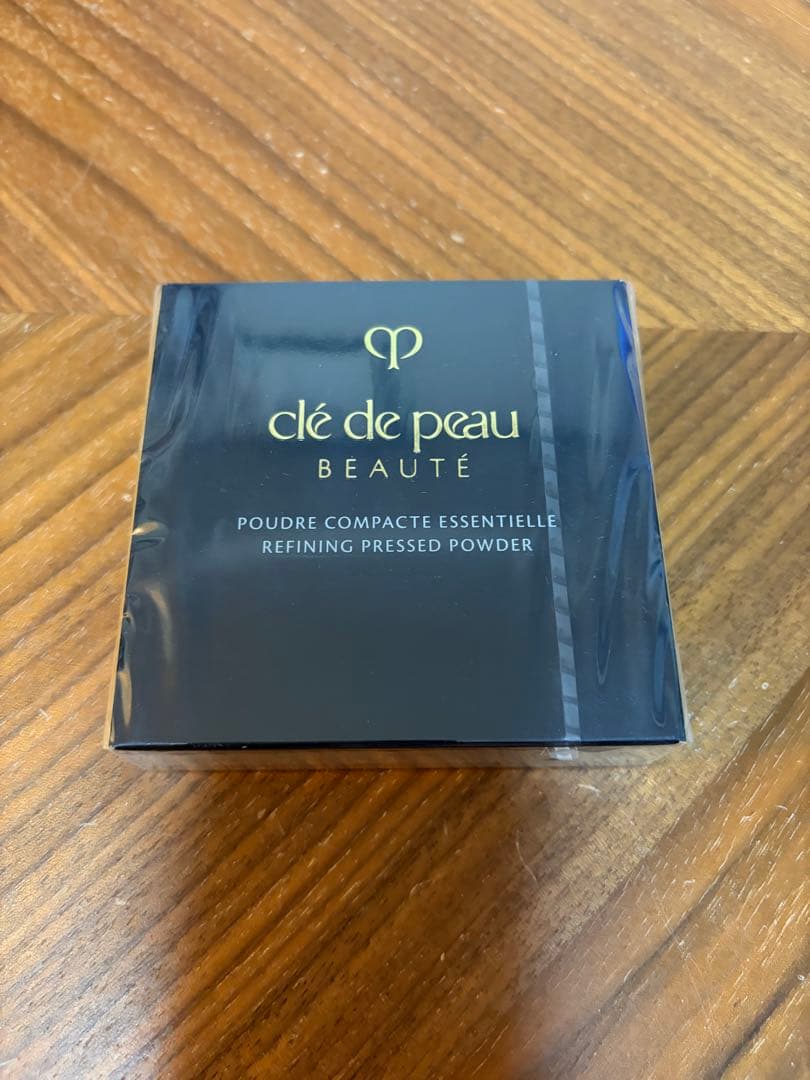 clé de peau
BEAUTÉ
POUDRE COMPACTE ESSENTIELLE
REFINING PRESSED POWDER